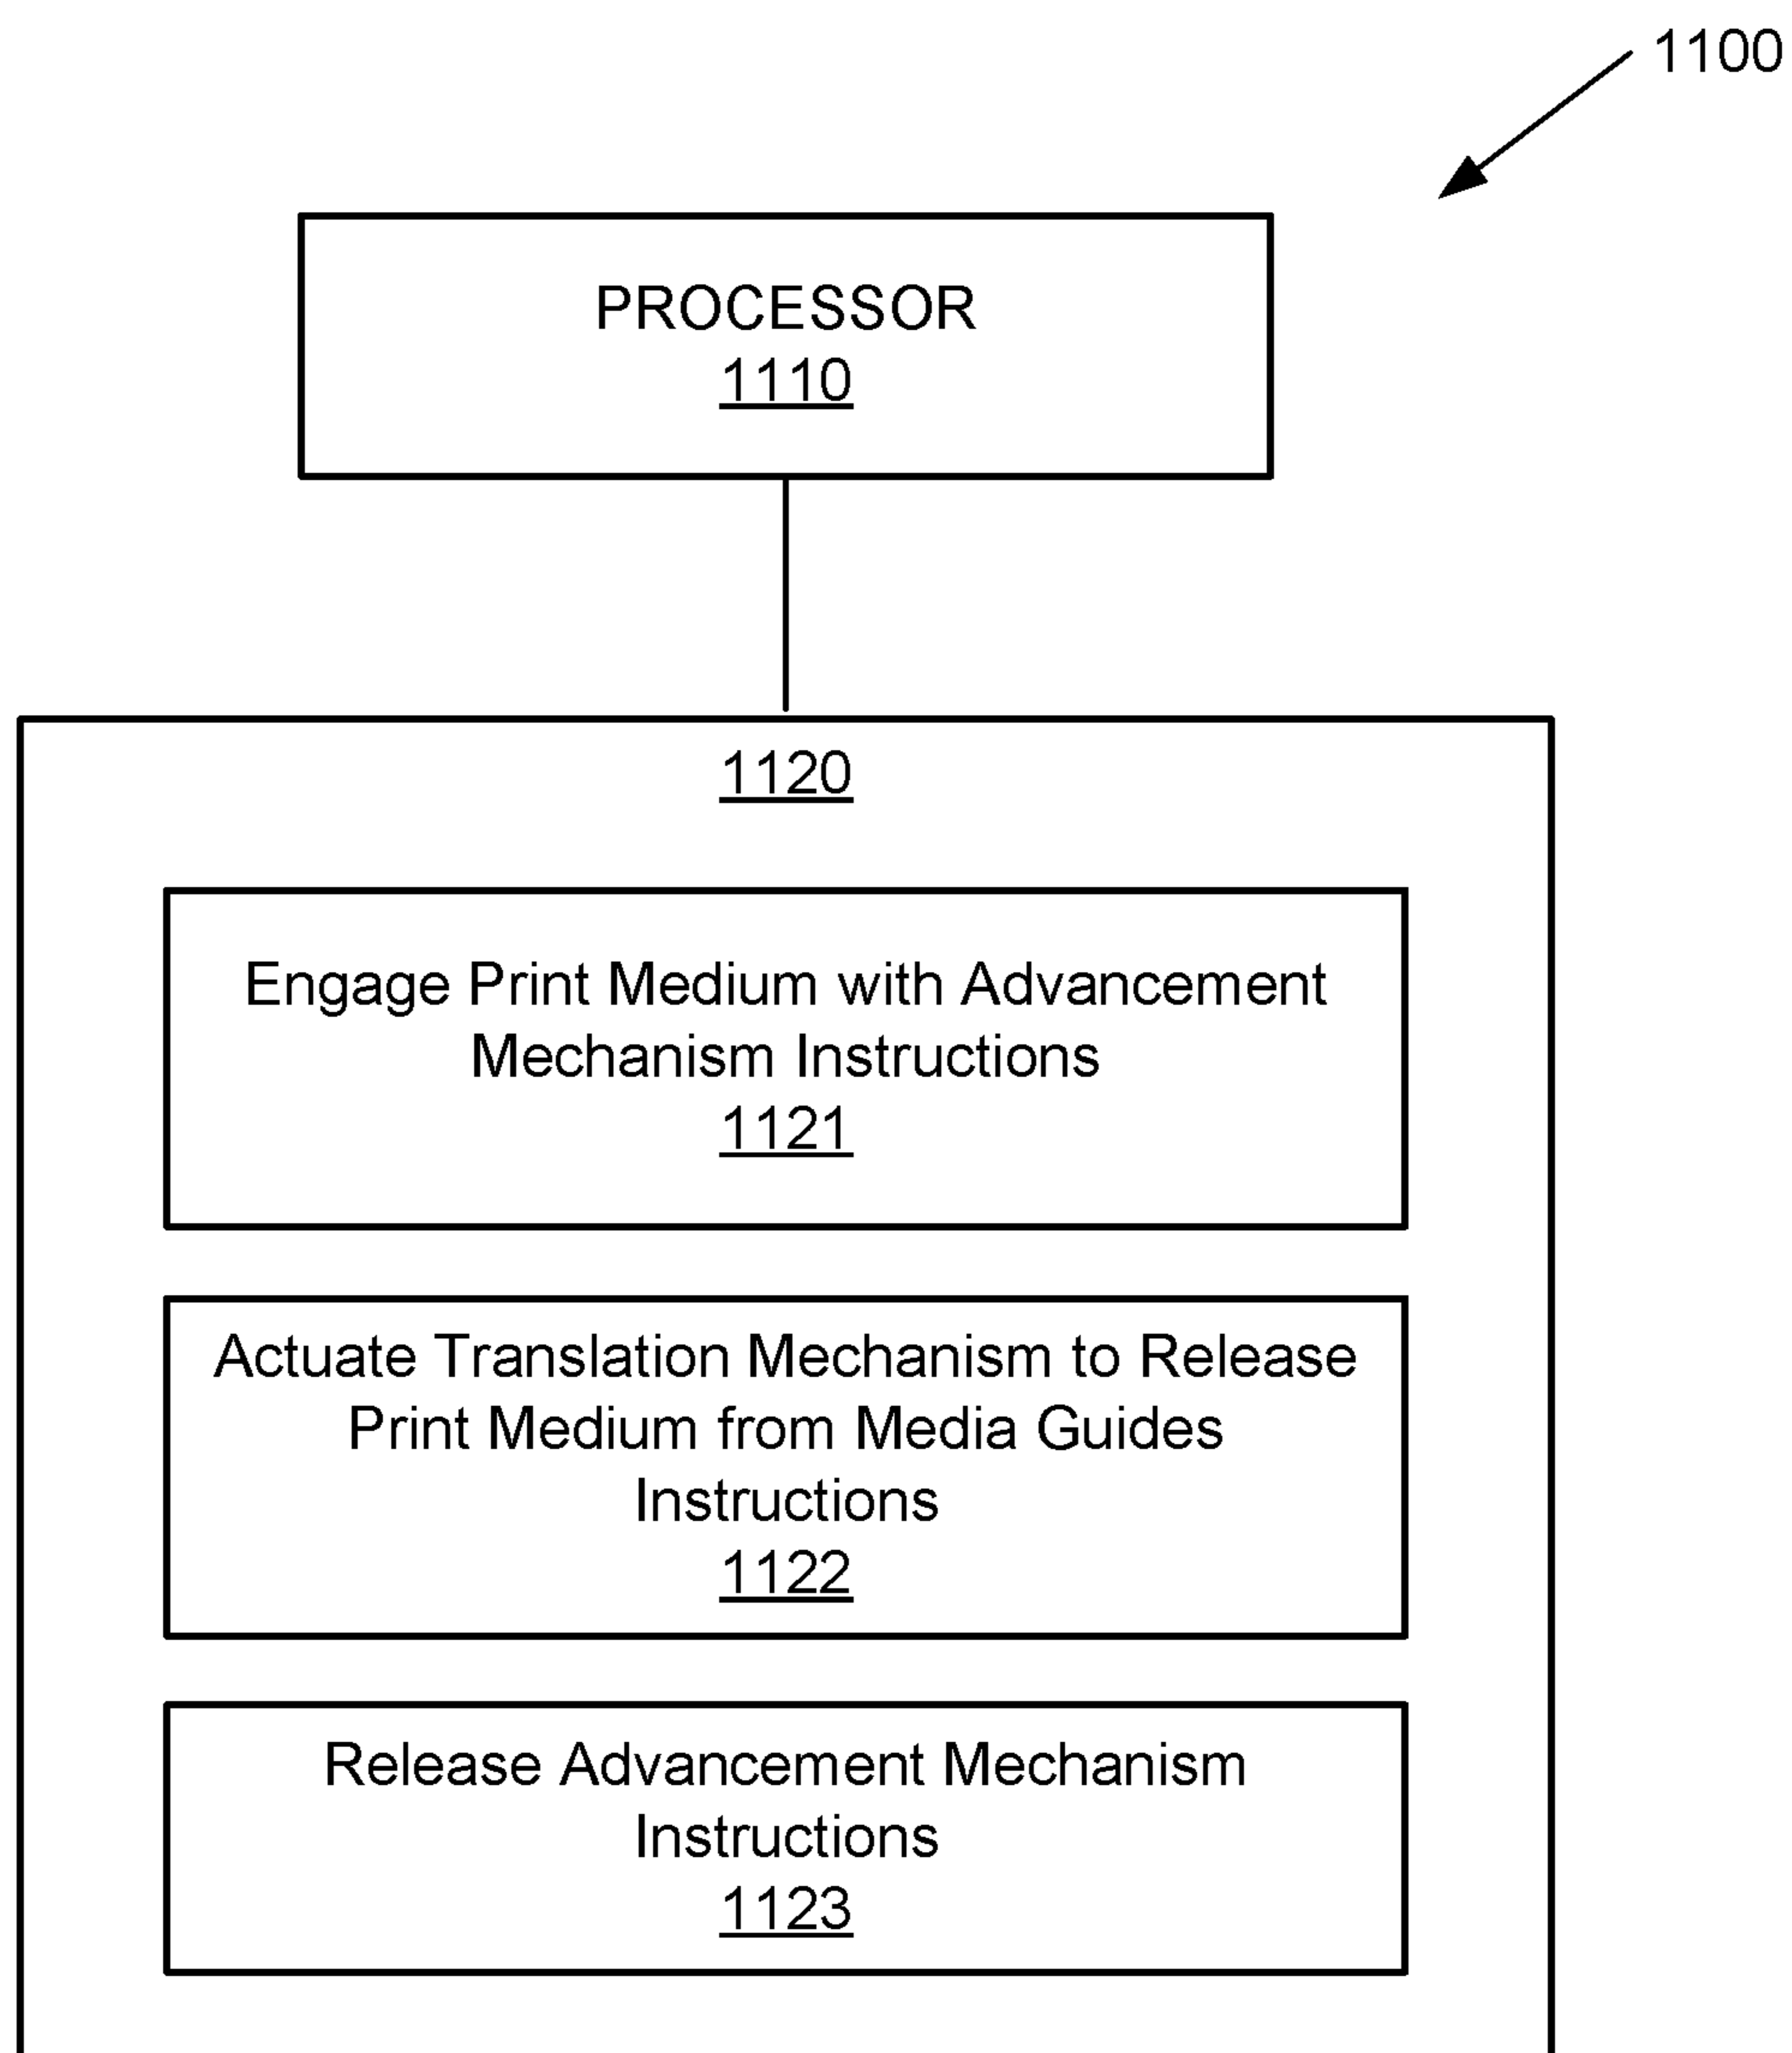 1100
PROCESSOR
1110
1120
Engage Print Medium with Advancement
Mechanism Instructions
1121
Actuate Translation Mechanism to Release
Print Medium from Media Guides
Instructions
1122
Release Advancement Mechanism
Instructions
1123